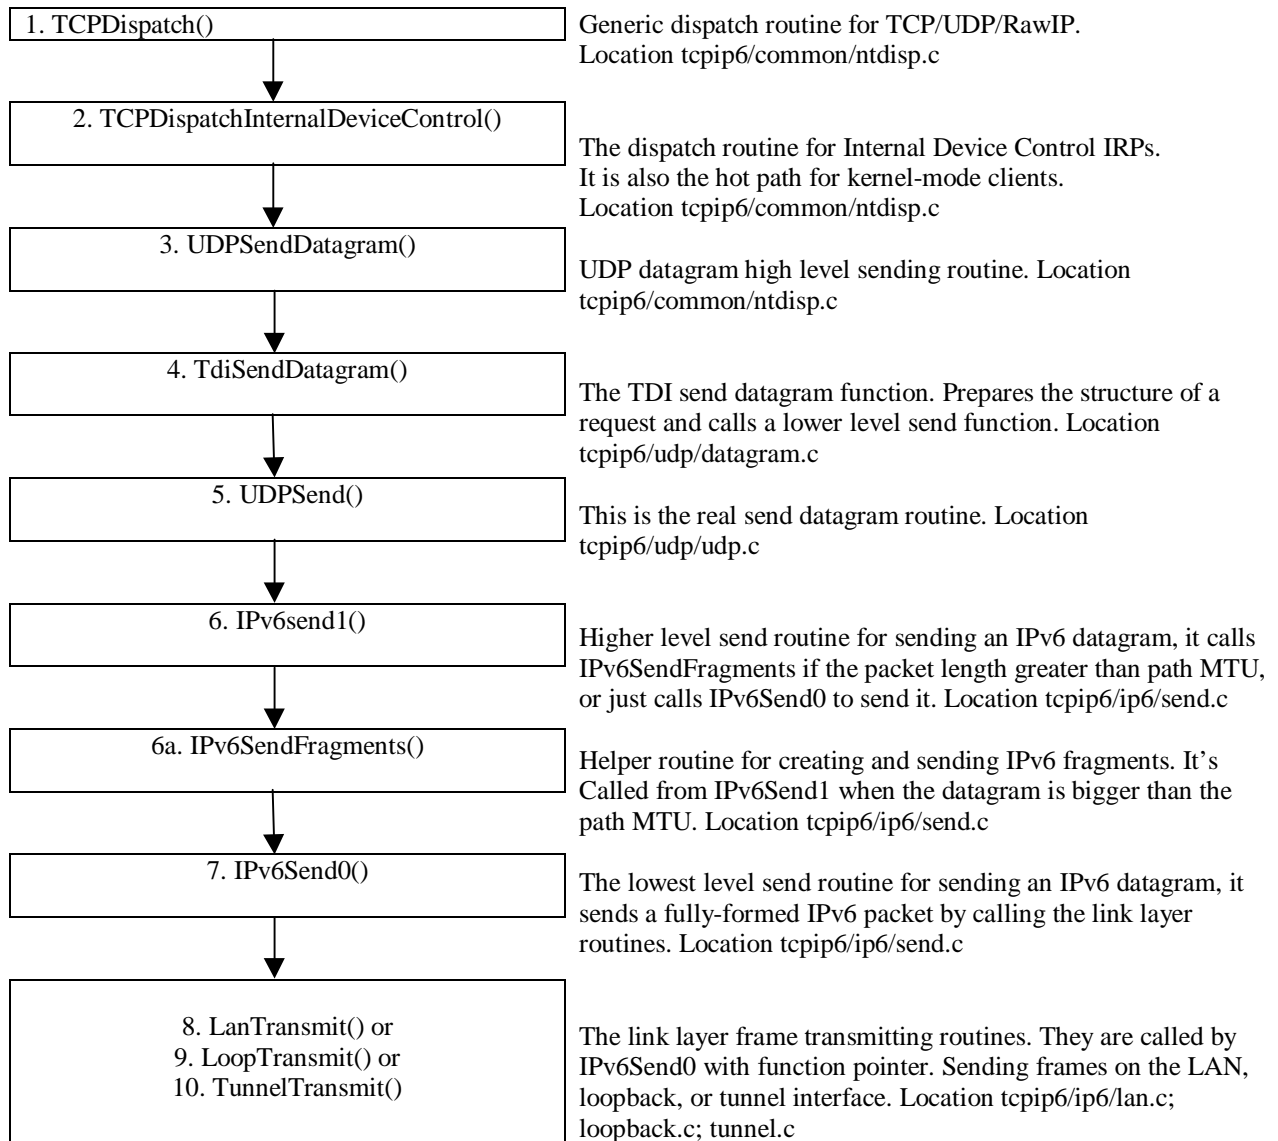 1. TCPDispatch()
Generic dispatch routine for TCP/UDP/RawIP.
Location tcpip6/common/ntdisp.c
2. TCPDispatchInternalDeviceControl()
The dispatch routine for Internal Device Control IRPs.
It is also the hot path for kernel-mode clients.
Location tcpip6/common/ntdisp.c
3. UDPSendDatagram()
UDP datagram high level sending routine. Location
tcpip6/common/ntdisp.c
4. TdiSendDatagram()
The TDI send datagram function. Prepares the structure of a
request and calls a lower level send function. Location
tcpip6/udp/datagram.c
5. UDPSend()
This is the real send datagram routine. Location
tcpip6/udp/udp.c
6. IPv6send1()
Higher level send routine for sending an IPv6 datagram, it calls
IPv6SendFragments if the packet length greater than path MTU,
or just calls IPv6Send0 to send it. Location tcpip6/ip6/send.c
6a. IPv6SendFragments()
Helper routine for creating and sending IPv6 fragments. It’s
Called from IPv6Send1 when the datagram is bigger than the
path MTU. Location tcpip6/ip6/send.c
7. IPv6Send0()
The lowest level send routine for sending an IPv6 datagram, it
sends a fully-formed IPv6 packet by calling the link layer
routines. Location tcpip6/ip6/send.c
8. LanTransmit() or
9. LoopTransmit() or
10. TunnelTransmit()
The link layer frame transmitting routines. They are called by
IPv6Send0 with function pointer. Sending frames on the LAN,
loopback, or tunnel interface. Location tcpip6/ip6/lan.c;
loopback.c; tunnel.c